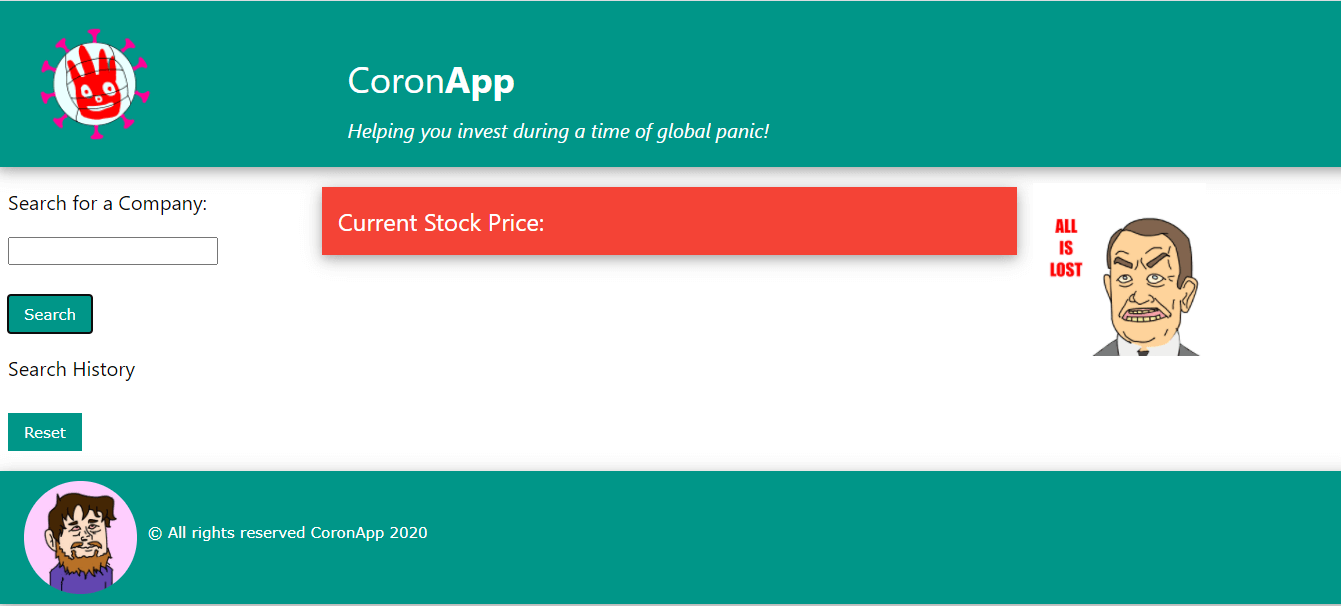 CoronApp
Helping you invest during a time of global panic!
Search for a Company:
Search
Search History
Reset
Current Stock Price:
ALL
IS
LOST
© All rights reserved CoronApp 2020